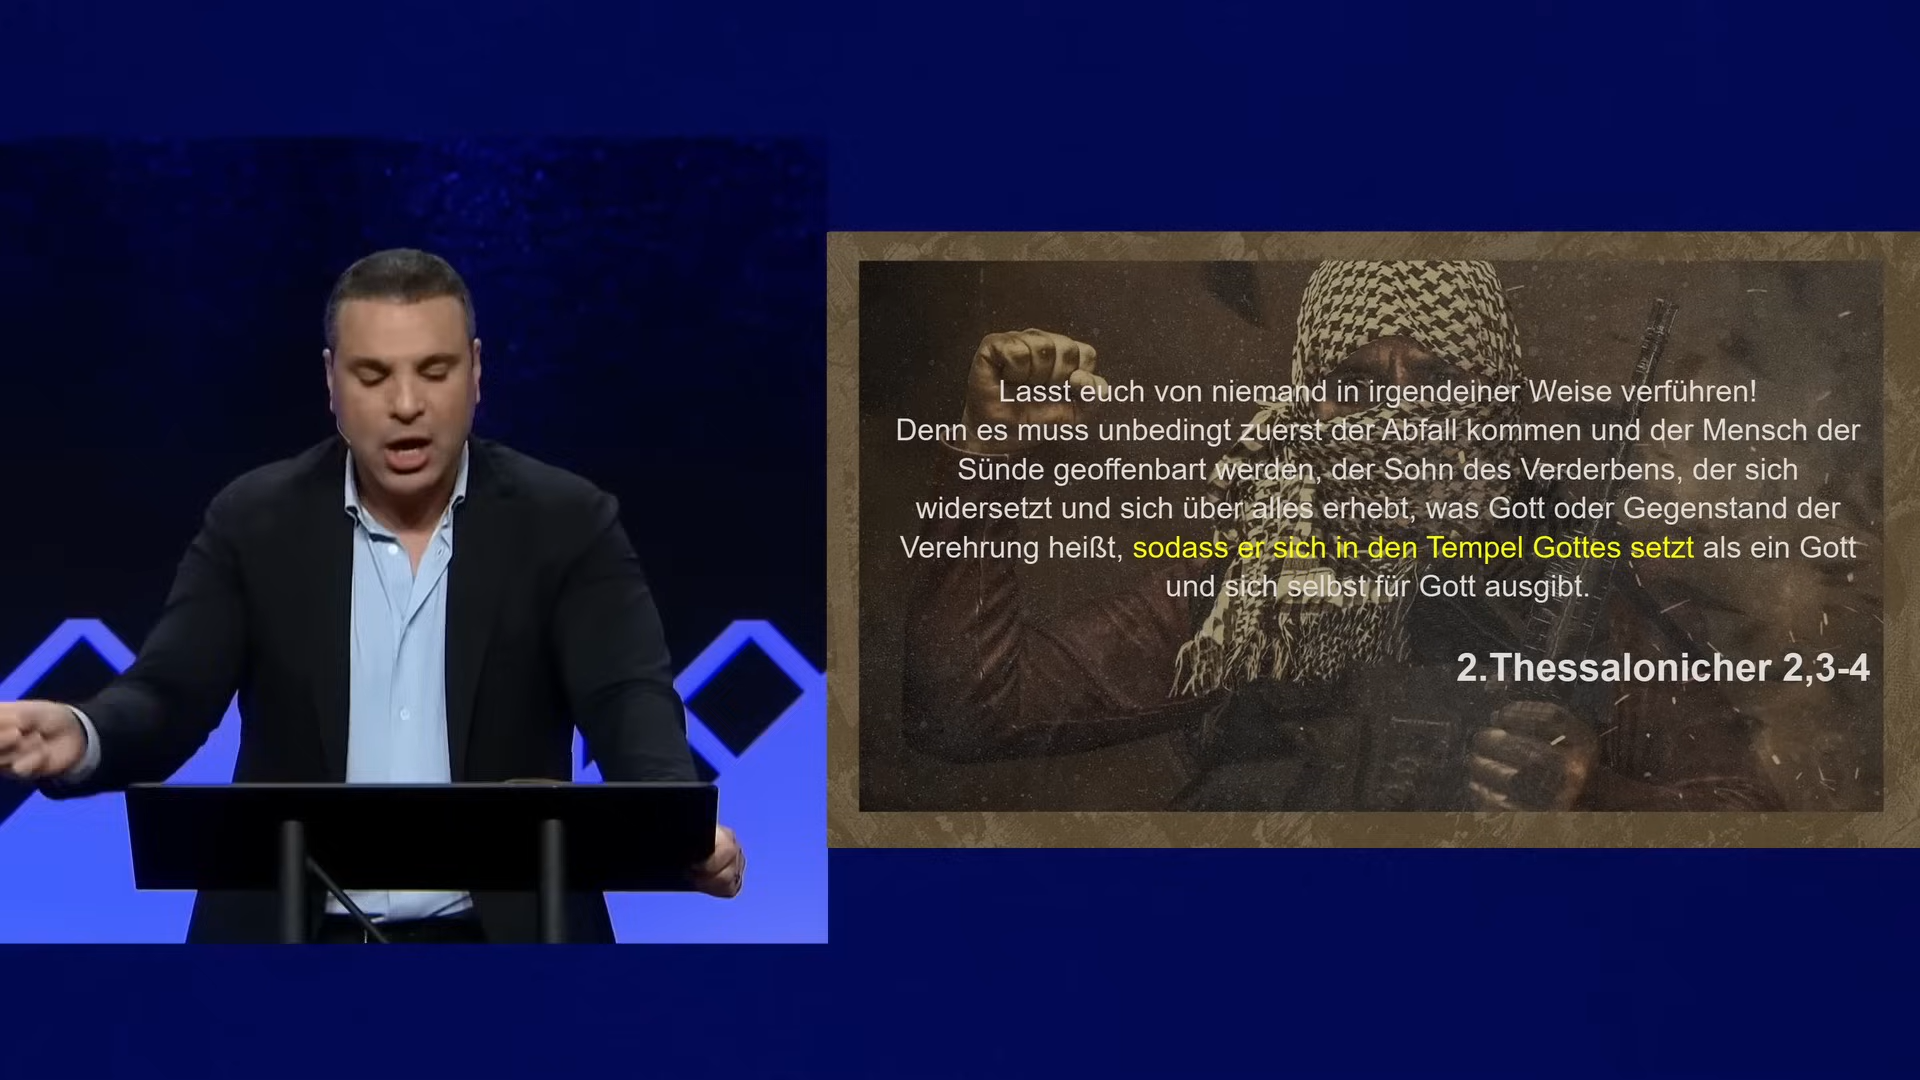 Lasst euch von niemand in irgendeiner Weise verführen!
Denn es muss unbedingt zuerst der Abfall kommen und der Mensch der
Sünde geoffenbart werden, der Sohn des Verderbens, der sich
widersetzt und sich über alles erhebt, was Gott oder Gegenstand der
Verehrung heißt, sodass er sich in den Tempel Gottes setzt als ein Gott
und sich selbst für Gott ausgibt.
2.Thessalonicher 2,3-4